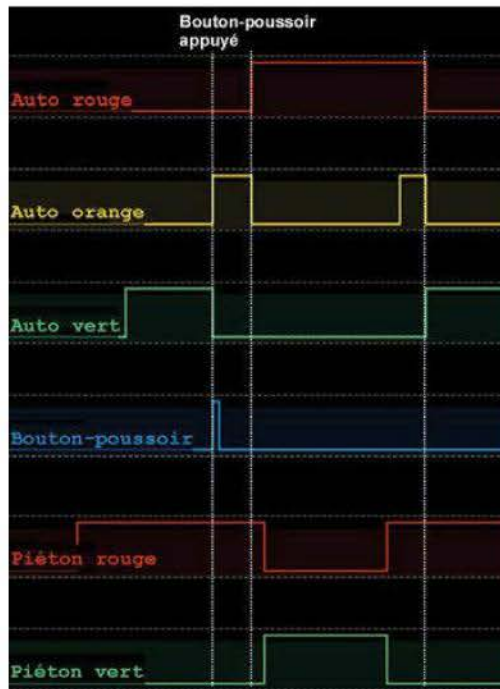 Bouton-poussoir
appuyé
Auto rouge
Auto orange
Auto vert
Bouton-poussoir
Piéton rouge
Piéton vert